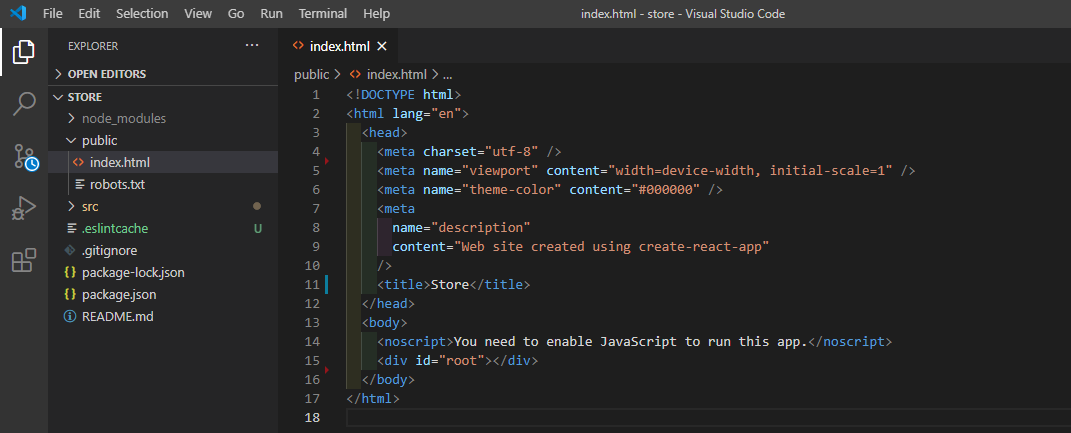 File Edit Selection View Go Run Terminal Help index.html - store - Visual Studio Code
EXPLORER ...
OPEN EDITORS
STORE
node_modules
public
index.html
robots.txt
src
.eslintcache U
.gitignore
package-lock.json
package.json
README.md
index.html
public > index.html > ...
1 <!DOCTYPE html>
2 <html lang="en">
3 <head>
4 <meta charset="utf-8" />
5 <meta name="viewport" content="width=device-width, initial-scale=1" />
6 <meta name="theme-color" content="#000000" />
7 <meta
8 name="description"
9 content="Web site created using create-react-app"
10 />
11 <title>Store</title>
12 </head>
13 <body>
14 <noscript>You need to enable JavaScript to run this app.</noscript>
15 <div id="root"></div>
16 </body>
17 </html>
18